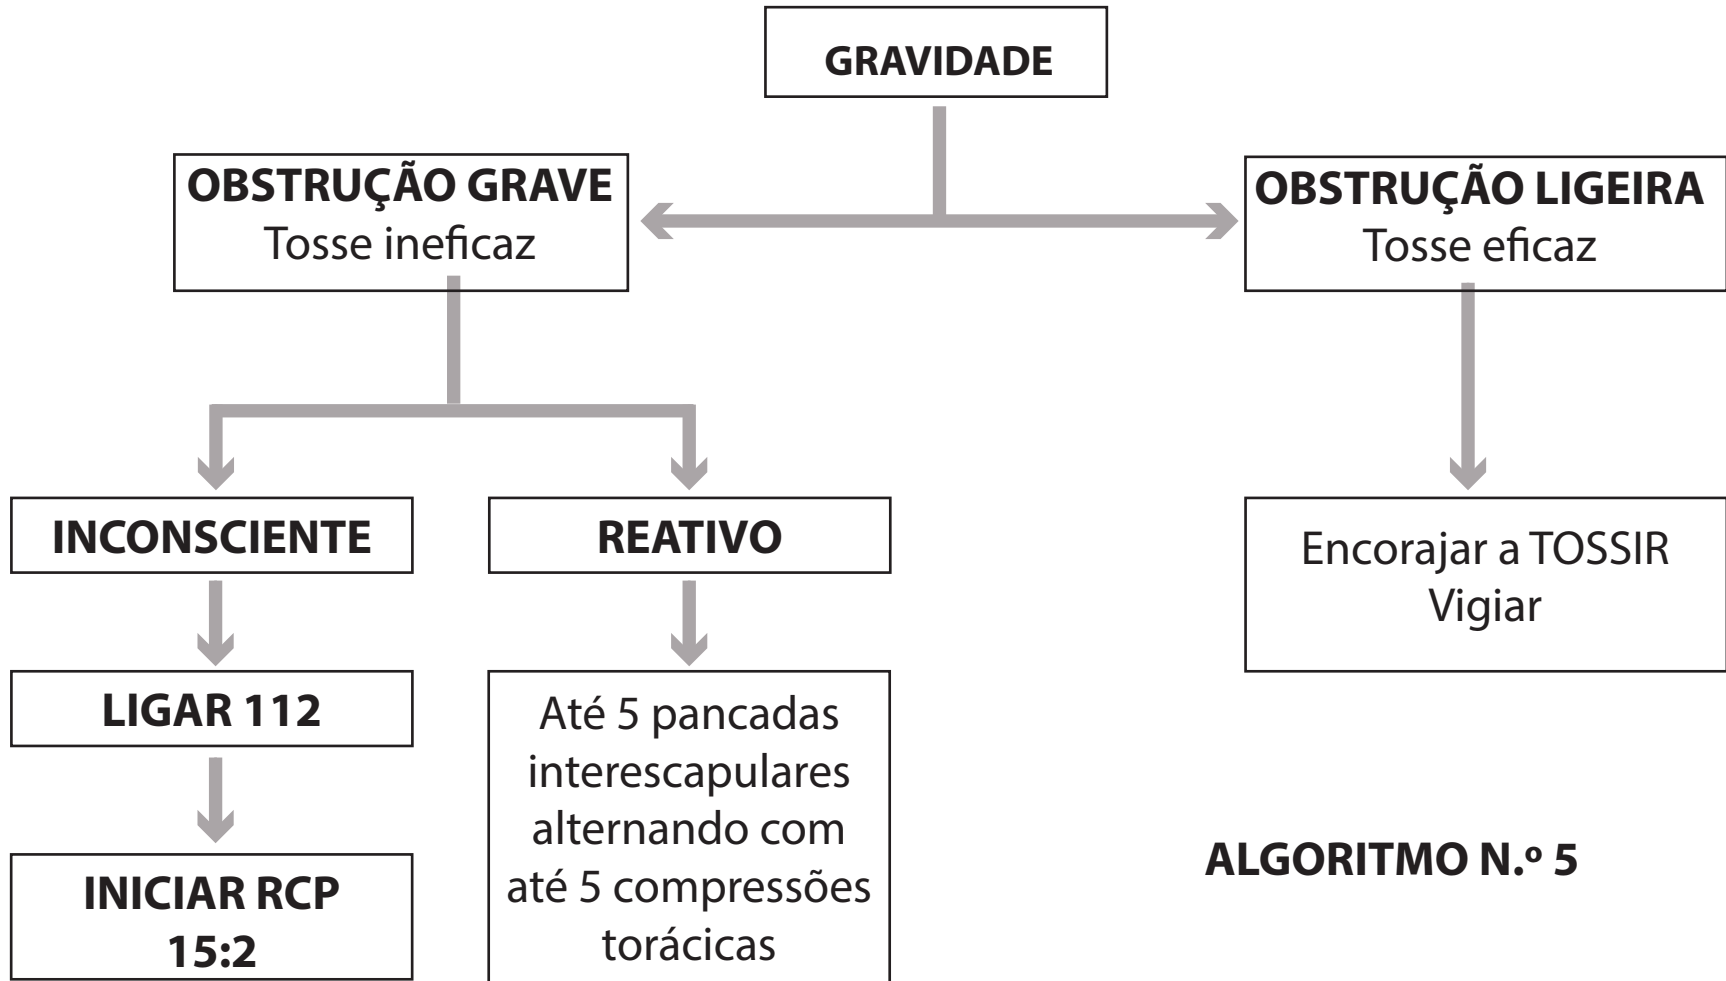 GRAVIDADE
OBSTRUÇÃO GRAVE
Tosse ineficaz
OBSTRUÇÃO LIGEIRA
Tosse eficaz
INCONSCIENTE
REATIVO
Encorajar a TOSSIR
Vigiar
LIGAR 112
Até 5 pancadas
interescapulares
alternando com
até 5 compressões
torácicas
INICIAR RCP
15:2
ALGORITMO N.º 5